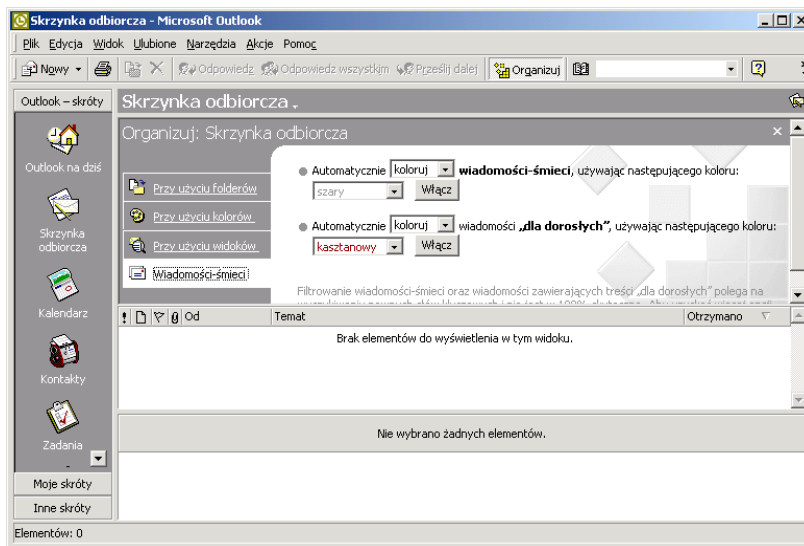 Skrzynka odbiorcza - Microsoft Outlook
Plik Edycja Widok Ulubione Narzędzia Akcje Pomoc
Nowy Odpowiedz Odpowiedz wszystkim Prześlij dalej Organizuj
Outlook – skróty
Skrzynka odbiorcza
Outlook na dziś
Skrzynka
odbiorcza
Kalendarz
Kontakty
Zadania
Moje skróty
Inne skróty
Organizuj: Skrzynka odbiorcza
Przy użyciu folderów
Przy użyciu kolorów
Przy użyciu widoków
Wiadomości-śmieci
Automatycznie koloruj wiadomości-śmieci, używając następującego koloru:
szary Włącz
Automatycznie koloruj wiadomości „dla dorosłych”, używając następującego koloru:
kasztanowy Włącz
Filtrowanie wiadomości-śmieci oraz wiadomości zawierających treści „dla dorosłych” polega na
Od Temat Otrzymano
Brak elementów do wyświetlenia w tym widoku.
Nie wybrano żadnych elementów.
Elementów: 0